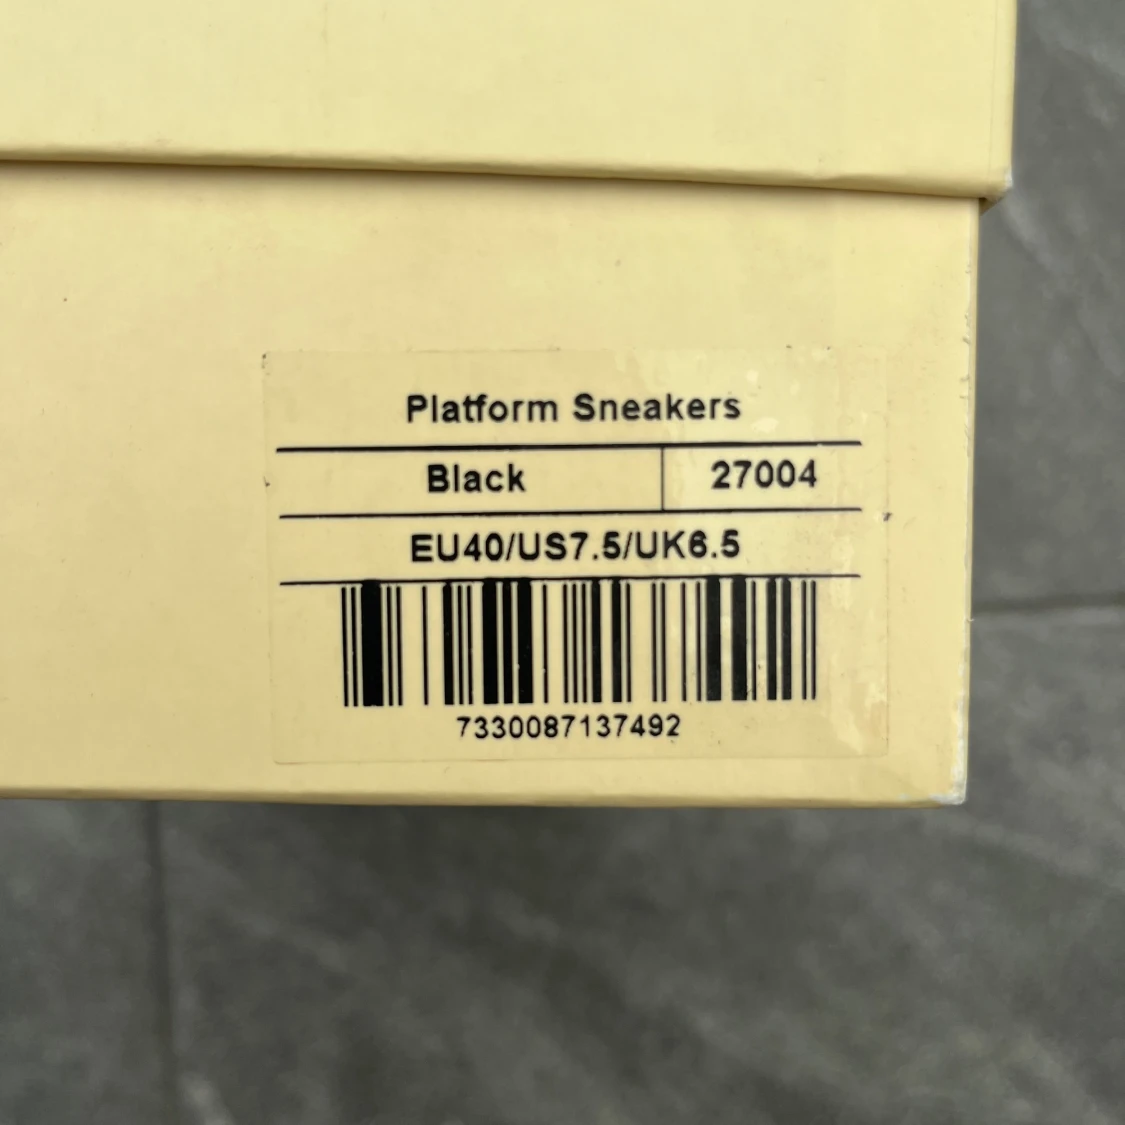 Platform Sneakers
Black 27004
EU40/US7.5/UK6.5
7330087137492